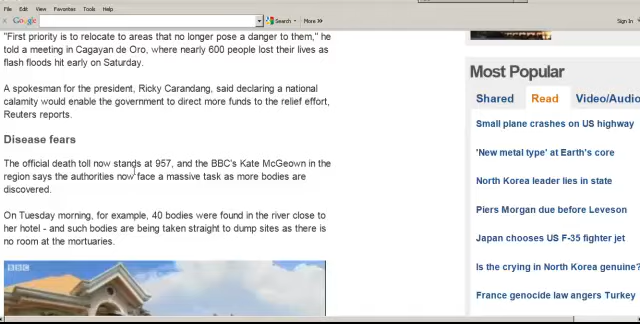 File Edit View Favorites Tools Help
x Google Search More »
Sign In
"First priority is to relocate to areas that no longer pose a danger to them," he
told a meeting in Cagayan de Oro, where nearly 600 people lost their lives as
flash floods hit early on Saturday.
A spokesman for the president, Ricky Carandang, said declaring a national
calamity would enable the government to direct more funds to the relief effort,
Reuters reports.
Disease fears
The official death toll now stands at 957, and the BBC's Kate McGeown in the
region says the authorities now face a massive task as more bodies are
discovered.
On Tuesday morning, for example, 40 bodies were found in the river close to
her hotel - and such bodies are being taken straight to dump sites as there is
no room at the mortuaries.
Most Popular
Shared Read Video/Audio
Small plane crashes on US highway
'New metal type' at Earth's core
North Korea leader lies in state
Piers Morgan due before Leveson
Japan chooses US F-35 fighter jet
Is the crying in North Korea genuine?
France genocide law angers Turkey